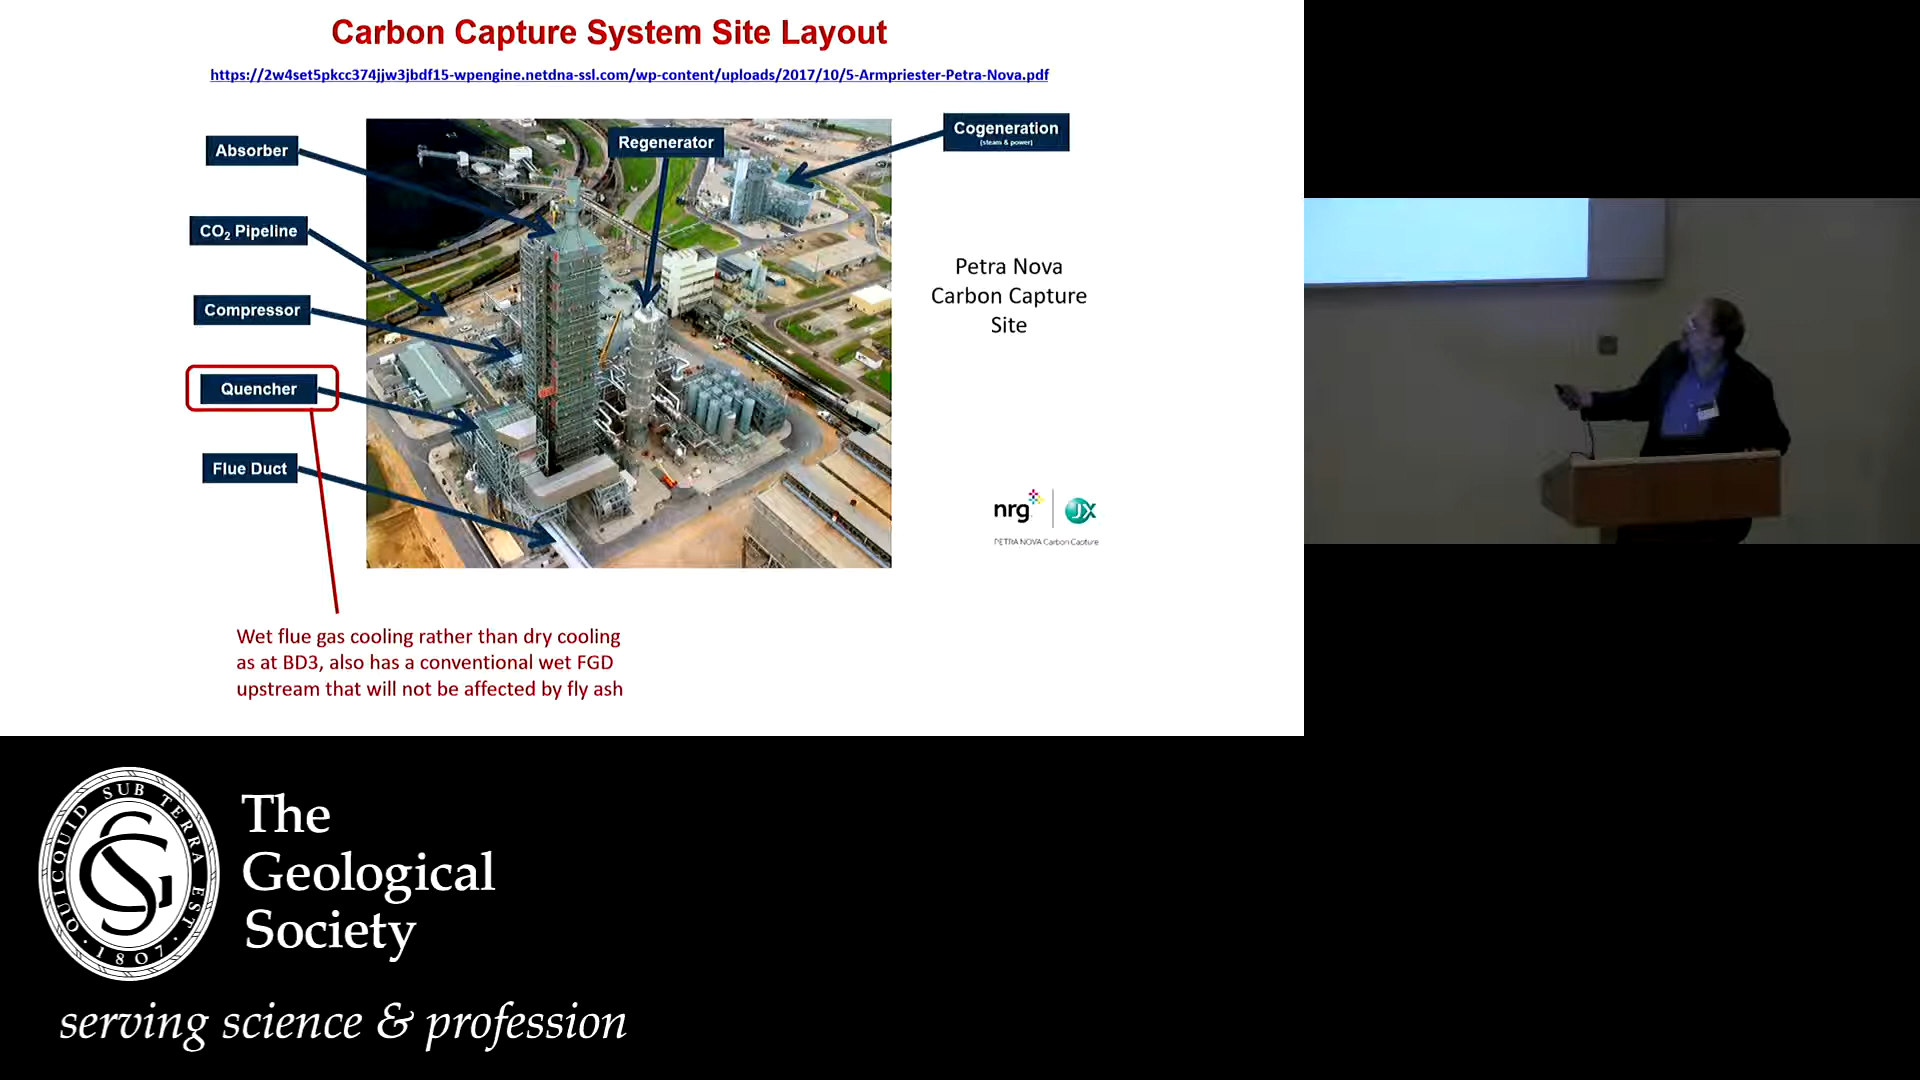 Carbon Capture System Site Layout
https://2w4set5pkcc374jjw3jbdf15-wpengine.netdna-ssl.com/wp-content/uploads/2017/10/5-Armpriester-Petra-Nova.pdf
Absorber
Regenerator
Cogeneration
(steam & power)
CO₂ Pipeline
Compressor
Quencher
Flue Duct
Petra Nova
Carbon Capture
Site
nrg
JX
PETRA NOVA Carbon Capture
Wet flue gas cooling rather than dry cooling
as at BD3, also has a conventional wet FGD
upstream that will not be affected by fly ash
QUICQUID SUB TERRA EST
1807
The
Geological
Society
serving science & profession